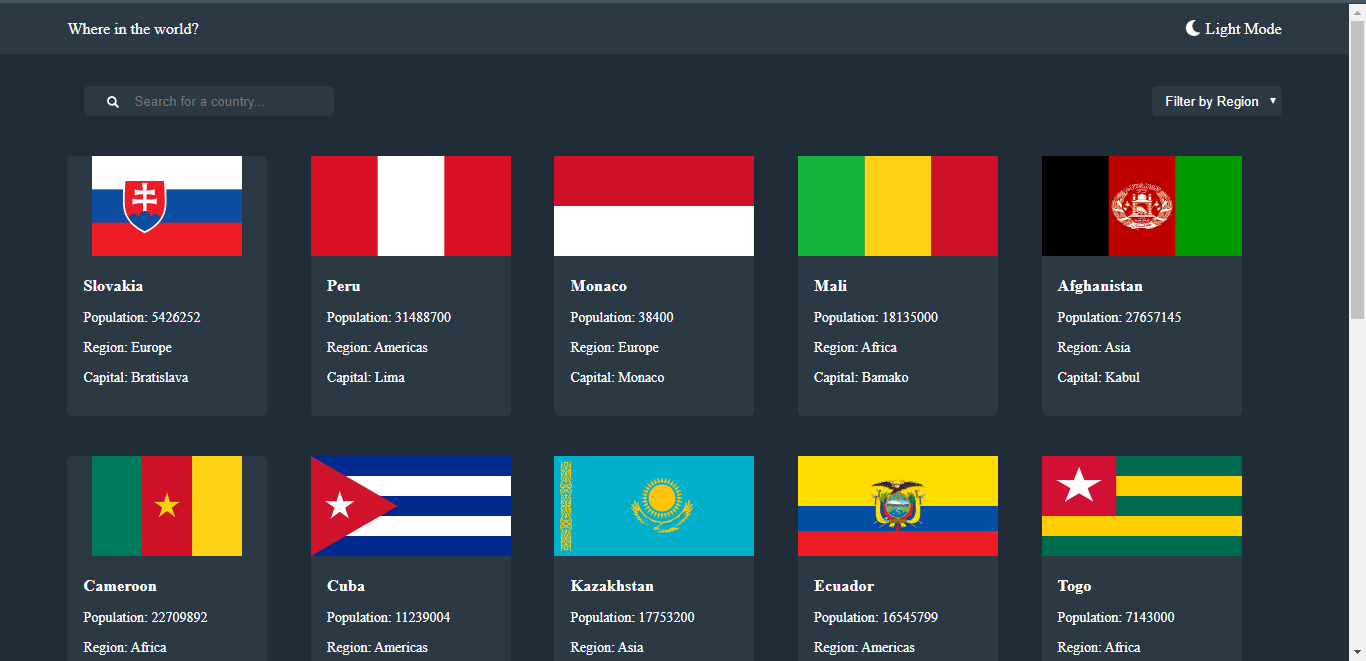 Where in the world?
Light Mode
Search for a country...
Filter by Region
Slovakia
Population: 5426252
Region: Europe
Capital: Bratislava
Peru
Population: 31488700
Region: Americas
Capital: Lima
Monaco
Population: 38400
Region: Europe
Capital: Monaco
Mali
Population: 18135000
Region: Africa
Capital: Bamako
Afghanistan
Population: 27657145
Region: Asia
Capital: Kabul
Cameroon
Population: 22709892
Region: Africa
Cuba
Population: 11239004
Region: Americas
Kazakhstan
Population: 17753200
Region: Asia
Ecuador
Population: 16545799
Region: Americas
Togo
Population: 7143000
Region: Africa